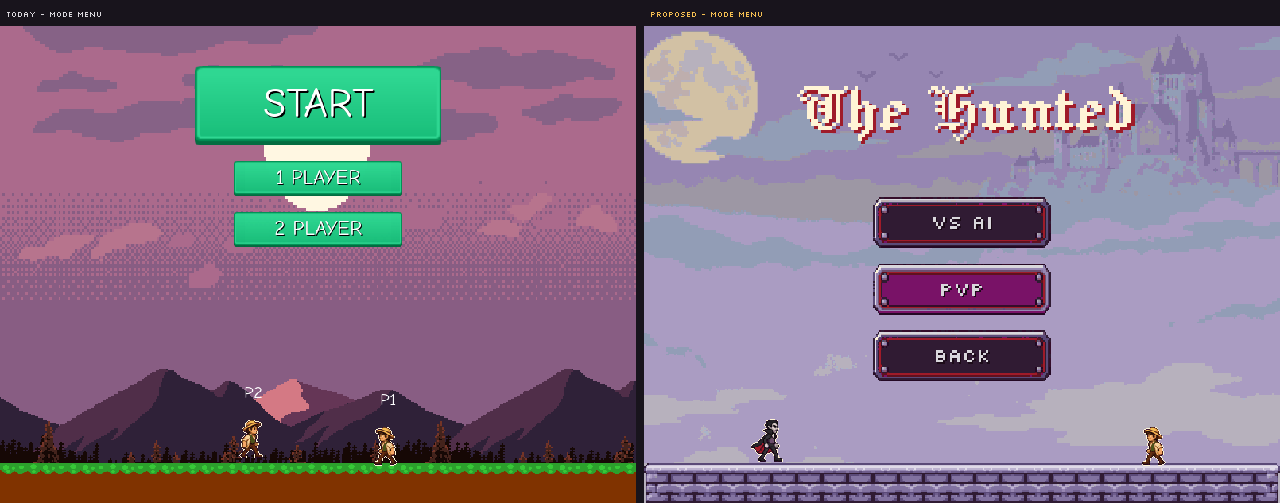 TODAY - MODE MENU
START
1 PLAYER
2 PLAYER
P2
P1
PROPOSED - MODE MENU
The Hunted
VS AI
PVP
BACK